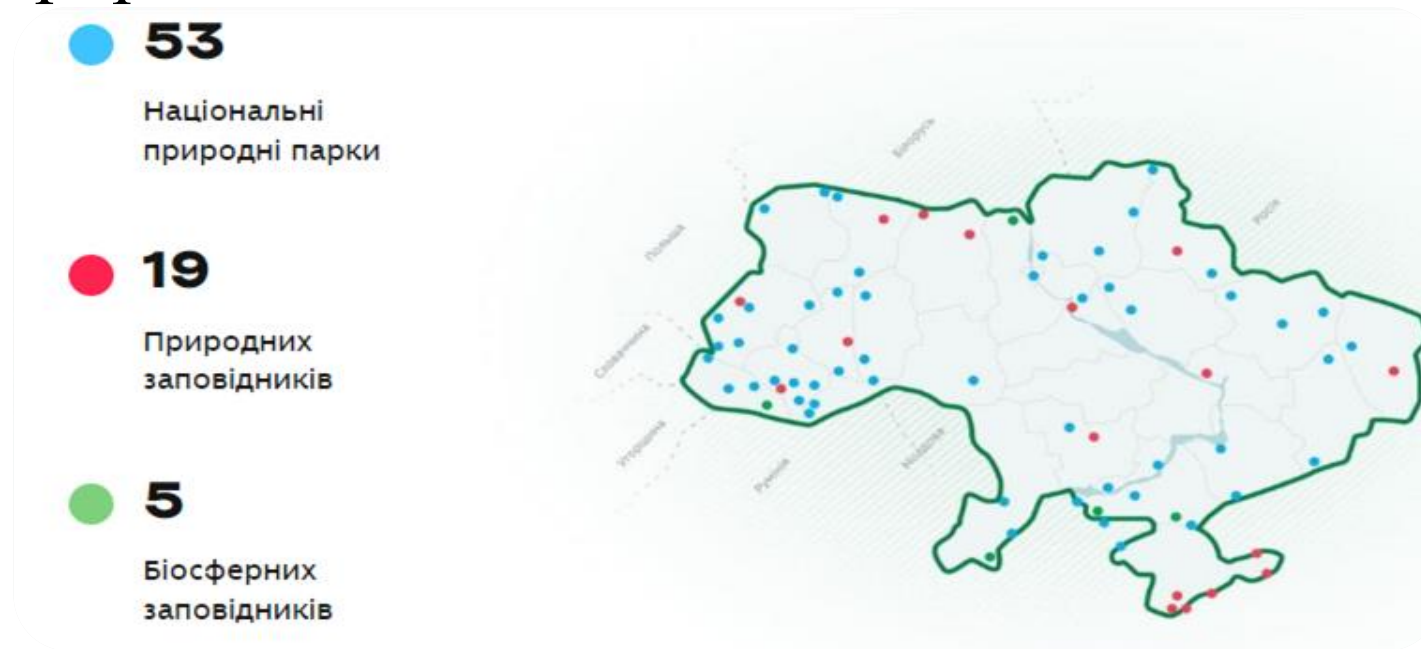 53
Національні
природні парки
19
Природних
заповідників
5
Біосферних
заповідників
Білорусь
Росія
Польща
Словаччина
Угорщина
Румунія
Молдова